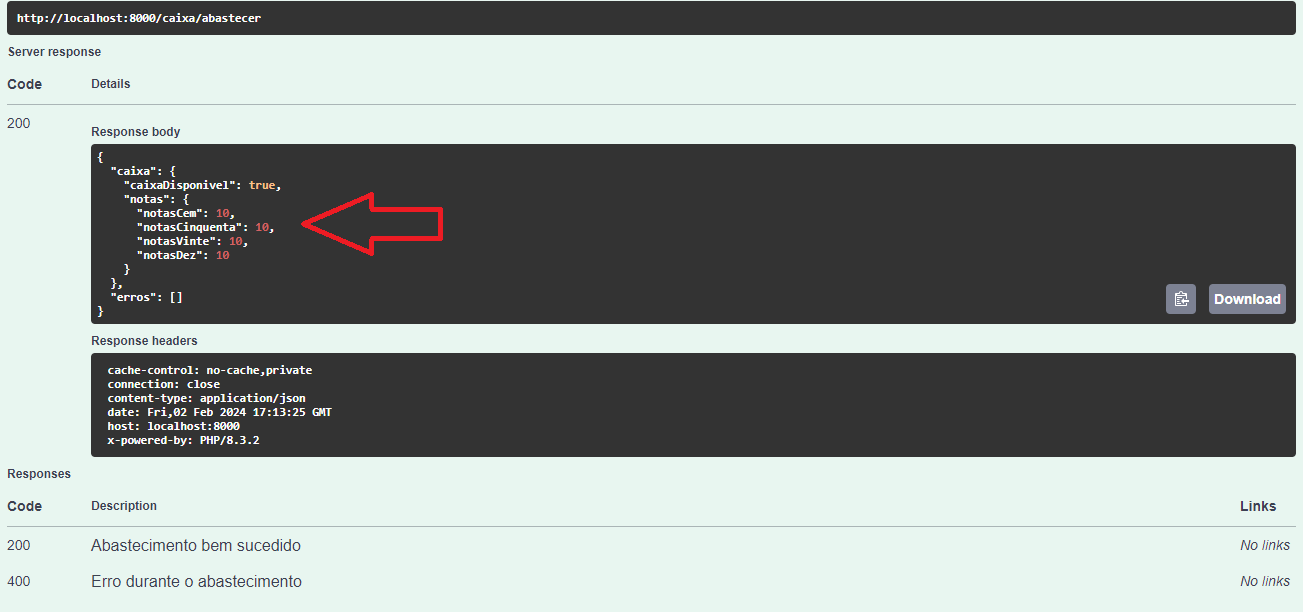 http://localhost:8000/caixa/abastecer
Server response
Code Details
200
Response body
{
  "caixa": {
    "caixaDisponivel": true,
    "notas": {
      "notasCem": 10,
      "notasCinquenta": 10,
      "notasVinte": 10,
      "notasDez": 10
    }
  },
  "erros": []
}
Download
Response headers
cache-control: no-cache,private
connection: close
content-type: application/json
date: Fri,02 Feb 2024 17:13:25 GMT
host: localhost:8000
x-powered-by: PHP/8.3.2
Responses
Code Description Links
200 Abastecimento bem sucedido No links
400 Erro durante o abastecimento No links